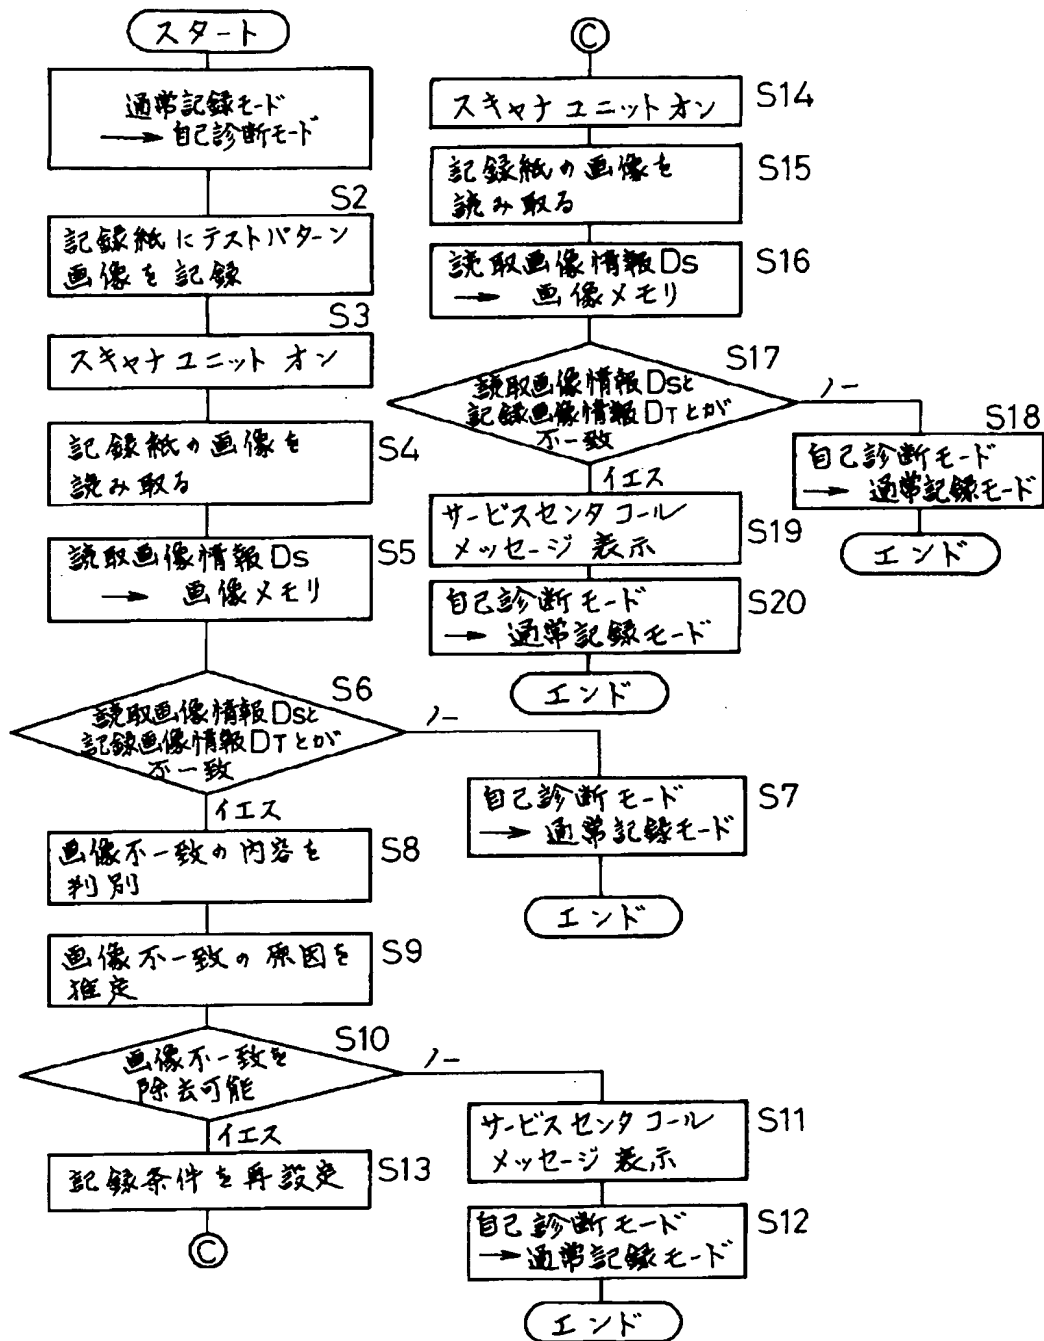 スタート
通常記録モード
→ 自己診断モード
S2
記録紙にテストパターン
画像を記録
S3
スキャナユニット オン
記録紙の画像を
読み取る
S4
読取画像情報Ds
→ 画像メモリ
S5
S6
読取画像情報Dsと
記録画像情報DTとが
不一致
ノー
イエス
自己診断モード
→ 通常記録モード
S7
エンド
画像不一致の内容を
判別
S8
画像不一致の原因を
推定
S9
S10
画像不一致を
除去可能
ノー
イエス
サービスセンタコール
メッセージ 表示
S11
自己診断モード
→ 通常記録モード
S12
エンド
記録条件を再設定
S13
C
C
スキャナユニットオン
S14
記録紙の画像を
読み取る
S15
読取画像情報Ds
→ 画像メモリ
S16
S17
読取画像情報Dsと
記録画像情報DTとが
不一致
ノー
イエス
S18
自己診断モード
→ 通常記録モード
エンド
サービスセンタコール
メッセージ 表示
S19
自己診断モード
→ 通常記録モード
S20
エンド